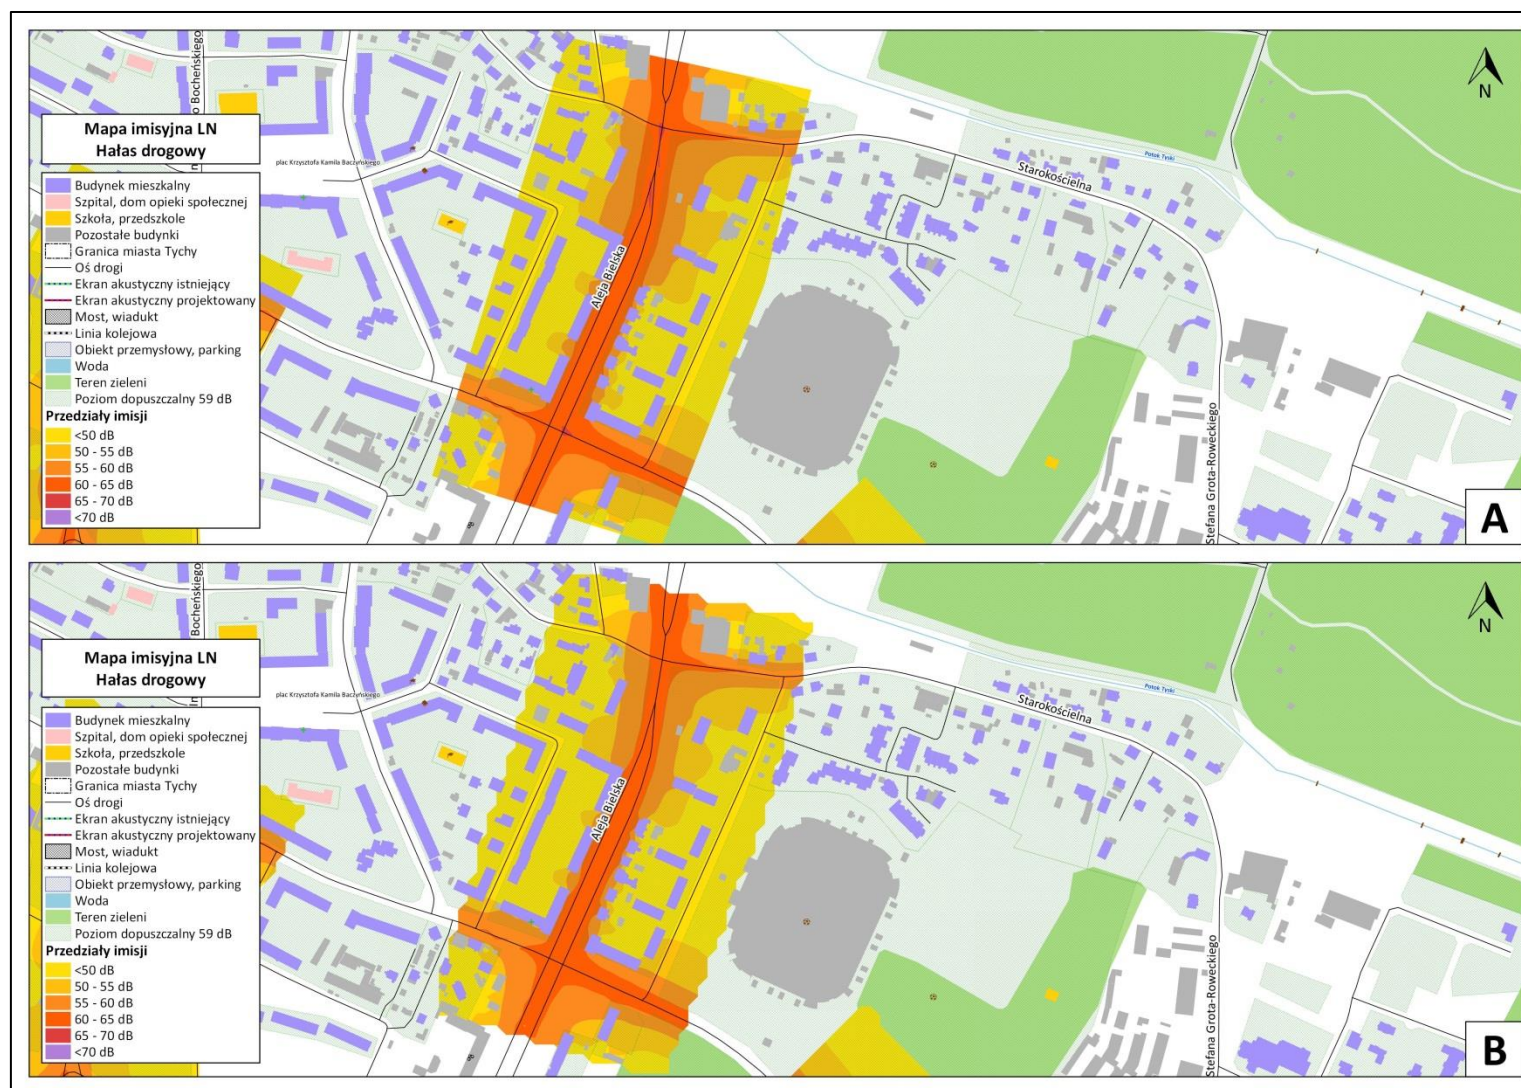 o Bocheńskiego
Mapa imisyjna LN
Hałas drogowy
plac Krzysztofa Kamila Baczyńskiego
Budynek mieszkalny
Szpital, dom opieki społecznej
Szkoła, przedszkole
Pozostałe budynki
Granica miasta Tychy
Oś drogi
Ekran akustyczny istniejący
Ekran akustyczny projektowany
Most, wiadukt
Linia kolejowa
Obiekt przemysłowy, parking
Woda
Teren zieleni
Poziom dopuszczalny 59 dB
Przedziały imisji
<50 dB
50 - 55 dB
55 - 60 dB
60 - 65 dB
65 - 70 dB
<70 dB
Aleja Bielska
Starokościelna
Potok Tyski
Stefana Grota-Roweckiego
N
A
Bocheńskiego
Mapa imisyjna LN
Hałas drogowy
plac Krzysztofa Kamila Baczyńskiego
Budynek mieszkalny
Szpital, dom opieki społecznej
Szkoła, przedszkole
Pozostałe budynki
Granica miasta Tychy
Oś drogi
Ekran akustyczny istniejący
Ekran akustyczny projektowany
Most, wiadukt
Linia kolejowa
Obiekt przemysłowy, parking
Woda
Teren zieleni
Poziom dopuszczalny 59 dB
Przedziały imisji
<50 dB
50 - 55 dB
55 - 60 dB
60 - 65 dB
65 - 70 dB
<70 dB
Aleja Bielska
Starokościelna
Potok Tyski
Stefana Grota-Roweckiego
N
B